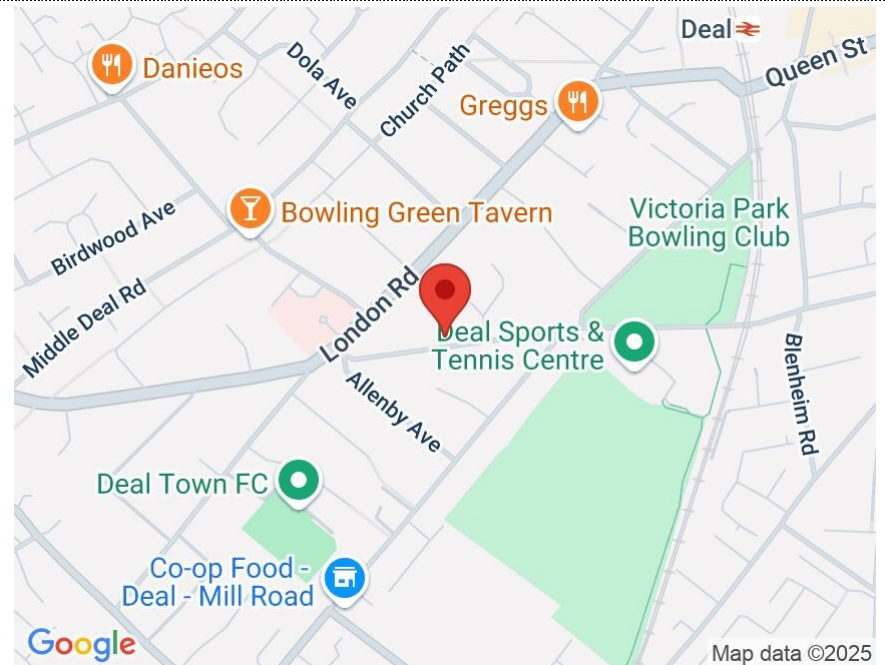 Deal
Queen St
Danieos
Dola Ave
Church Path
Greggs
Bowling Green Tavern
Victoria Park
Bowling Club
Birdwood Ave
Middle Deal Rd
London Rd
Deal Sports &
Tennis Centre
Blenheim Rd
Allenby Ave
Deal Town FC
Co-op Food -
Deal - Mill Road
Google
Map data ©2025